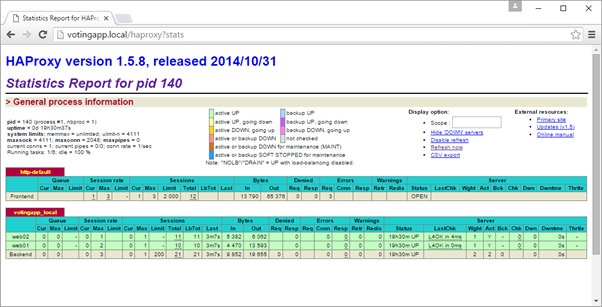 Statistics Report for HAPro
votingapp.local/haproxy?stats
HAProxy version 1.5.8, released 2014/10/31
Statistics Report for pid 140
> General process information
pid = 140 (process #1, nbproc = 1)
uptime = 0d 19h30m37s
system limits: memmax = unlimited; ulimit-n = 4111
maxsock = 4111; maxconn = 2048; maxpipes = 0
current conns = 1; current pipes = 0/0; conn rate = 1/sec
Running tasks: 1/6; idle = 100 %
active UP backup UP
active UP, going down backup UP, going down
active DOWN, going up backup DOWN, going up
active or backup DOWN not checked
active or backup DOWN for maintenance (MAINT)
active or backup SOFT STOPPED for maintenance
Note: "NOLB"/"DRAIN" = UP with load-balancing disabled.
Display option:
Scope :
Hide 'DOWN' servers
Disable refresh
Refresh now
CSV export
External resources:
Primary site
Updates (v1.5)
Online manual
http-default
Queue Session rate Sessions Bytes Denied Errors Warnings Server
Cur Max Limit Cur Max Limit Cur Max Limit Total LbTot Last In Out Req Resp Req Conn Resp Retr Redis Status LastChk Wght Act Bck Chk Dwn Dwntme Thrtle
Frontend 1 3 - 1 3 2 000 12 13 790 65 376 0 0 3 OPEN
votingapp_local
Queue Session rate Sessions Bytes Denied Errors Warnings Server
Cur Max Limit Cur Max Limit Cur Max Limit Total LbTot Last In Out Req Resp Req Conn Resp Retr Redis Status LastChk Wght Act Bck Chk Dwn Dwntme Thrtle
web02 0 0 - 0 1 0 1 - 11 11 3m7s 5 382 6 062 0 0 0 0 0 19h30m UP L4OK in 4ms 1 Y - 0 0 0s -
web01 0 0 - 0 2 0 1 - 10 10 3m7s 4 470 13 593 0 0 0 0 0 19h30m UP L4OK in 0ms 1 Y - 0 0 0s -
Backend 0 0 0 3 0 1 200 21 21 3m7s 9 852 19 655 0 0 0 0 0 0 19h30m UP 2 2 0 0 0s